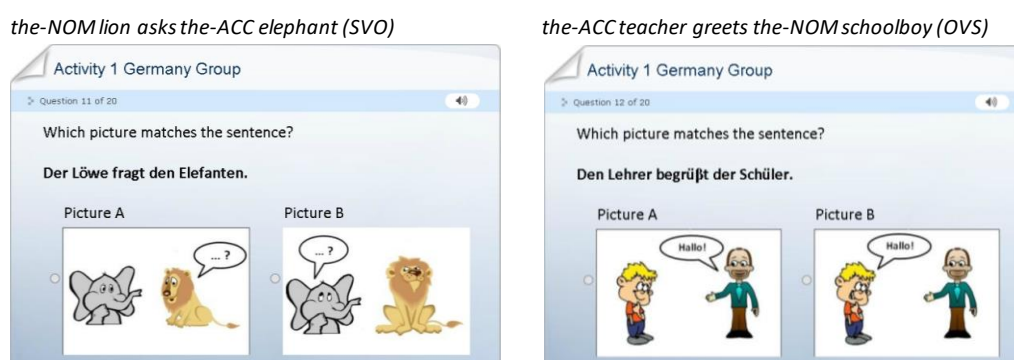 the-NOM lion asks the-ACC elephant (SVO)
Activity 1 Germany Group
Question 11 of 20
Which picture matches the sentence?
Der Löwe fragt den Elefanten.
Picture A
Picture B
... ?
... ?
the-ACC teacher greets the-NOM schoolboy (OVS)
Activity 1 Germany Group
Question 12 of 20
Which picture matches the sentence?
Den Lehrer begrüβt der Schüler.
Picture A
Picture B
Hallo!
Hallo!